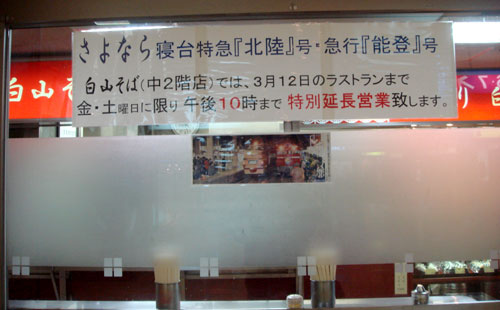 さよなら寝台特急『北陸』号・急行『能登』号
白山そば(中2階店)では、3月12日のラストランまで
金・土曜日に限り 午後10時まで 特別延長営業致します。
白山そ
り 白